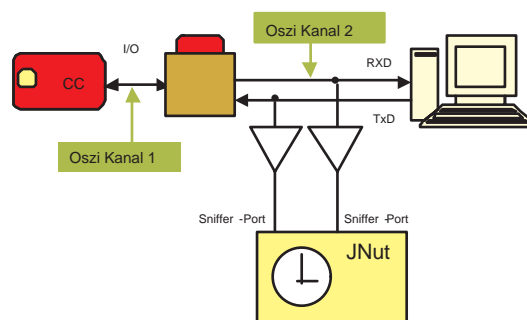 Oszi Kanal 2
I/O
RXD
CC
TxD
Oszi Kanal 1
Sniffer -Port
Sniffer -Port
JNut